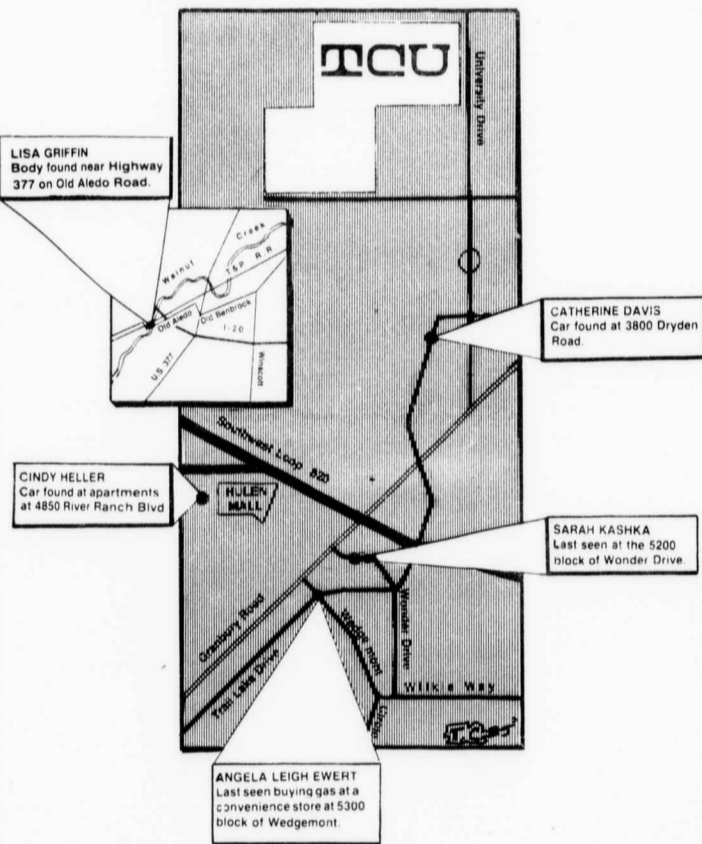 TCU
University Drive
LISA GRIFFIN
Body found near Highway
377 on Old Aledo Road.
Walnut Creek
T&P R.R
Old Aledo
Old Benbrock
I-20
U.S. 377
Winscott
CATHERINE DAVIS
Car found at 3800 Dryden
Road.
Southwest Loop 820
CINDY HELLER
Car found at apartments
at 4850 River Ranch Blvd
HULEN
MALL
SARAH KASHKA
Last seen at the 5200
block of Wonder Drive.
Granbury Road
Trail Lake Drive
Wedge mont
Circle
Wonder Drive
Wilkie Way
ANGELA LEIGH EWERT
Last seen buying gas at a
convenience store at 5300
block of Wedgemont.